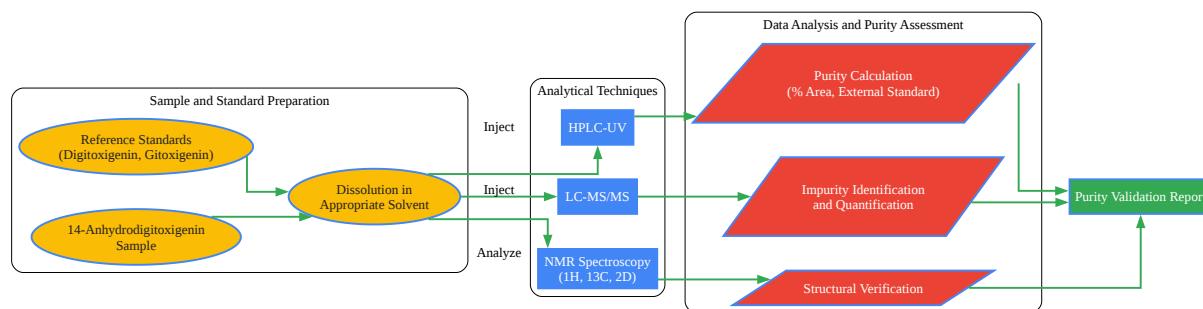 Sample and Standard Preparation
Reference Standards
(Digitoxigenin, Gitoxigenin)
14-Anhydrodigitoxigenin
Sample
Dissolution in
Appropriate Solvent
Inject
Inject
Analyze
Analytical Techniques
HPLC-UV
LC-MS/MS
NMR Spectroscopy
(1H, 13C, 2D)
Data Analysis and Purity Assessment
Purity Calculation
(% Area, External Standard)
Impurity Identification
and Quantification
Structural Verification
Purity Validation Report